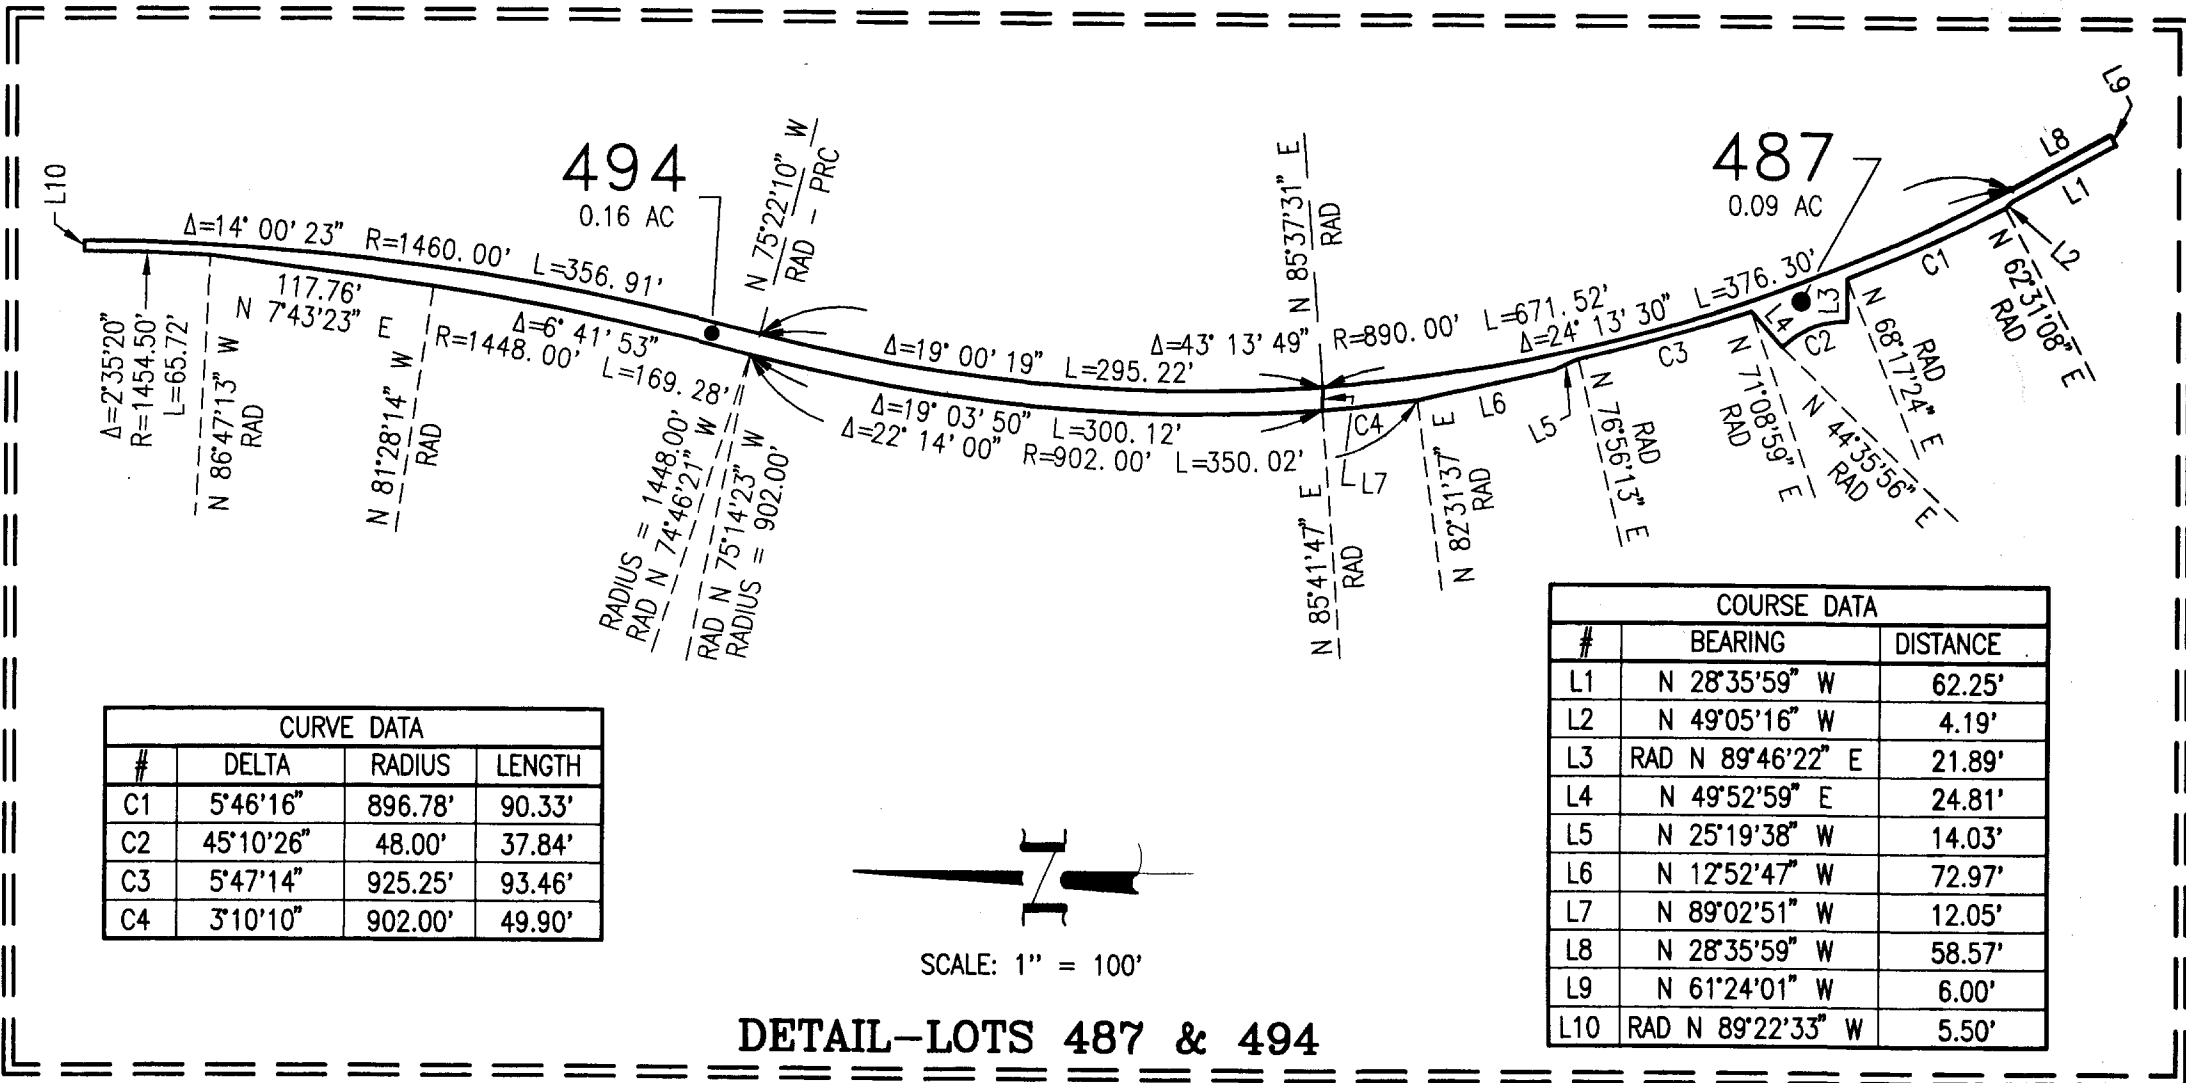 L10
Δ=14° 00' 23" R=1460.00' L=356.91'
494
0.16 AC
N 75°22'10" W
RAD - PRC
N 85°37'31" E
RAD
487
0.09 AC
L9
L8
L1
L2
C1
N 62°31'08" E
RAD
Δ=2°35'20"
R=1454.50'
L=65.72'
117.76'
N 7°43'23" E
N 86°47'13" W
RAD
N 81°28'14" W
RAD
Δ=6° 41' 53"
R=1448.00' L=169.28'
RADIUS = 1448.00'
RAD N 74°46'21" W
RAD N 75°14'23" W
RADIUS = 902.00'
Δ=19° 00' 19" L=295.22'
Δ=43° 13' 49" R=890.00' L=671.52'
Δ=24° 13' 30" L=376.30'
Δ=19° 03' 50" L=300.12'
Δ=22° 14' 00" R=902.00' L=350.02'
N 85°41'47" E
RAD
C4
L7
N 82°31'37" E
RAD
L6
L5
C3
N 76°56'13" E
RAD
L4
L3
C2
N 71°08'59" E
RAD
N 44°35'56" E
RAD
N 68°17'24" E
RAD
COURSE DATA
# BEARING DISTANCE
L1 N 28°35'59" W 62.25'
L2 N 49°05'16" W 4.19'
L3 RAD N 89°46'22" E 21.89'
L4 N 49°52'59" E 24.81'
L5 N 25°19'38" W 14.03'
L6 N 12°52'47" W 72.97'
L7 N 89°02'51" W 12.05'
L8 N 28°35'59" W 58.57'
L9 N 61°24'01" W 6.00'
L10 RAD N 89°22'33" W 5.50'
CURVE DATA
# DELTA RADIUS LENGTH
C1 5°46'16" 896.78' 90.33'
C2 45°10'26" 48.00' 37.84'
C3 5°47'14" 925.25' 93.46'
C4 3°10'10" 902.00' 49.90'
SCALE: 1" = 100'
DETAIL-LOTS 487 & 494